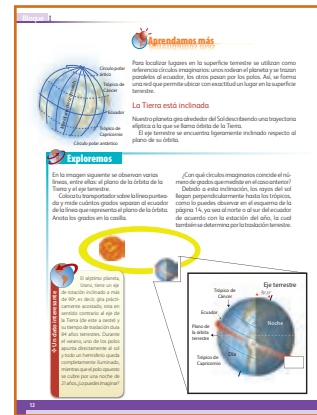 Bloque I
Aprendamos más
Para localizar lugares en la superficie terrestre se utilizan como
referencia círculos imaginarios: unos rodean el planeta y se trazan
paralelos al ecuador, los otros pasan por los polos. Así, se forma
una red que permite ubicar con exactitud un lugar en la superficie
terrestre.
La Tierra está inclinada
Nuestro planeta gira alrededor del Sol describiendo una trayectoria
elíptica a la que se llama órbita de la Tierra.
El eje terrestre se encuentra ligeramente inclinado respecto al
plano de su órbita.
Círculo polar
ártico
Trópico de
Cáncer
Ecuador
Trópico de
Capricornio
Círculo polar antártico
Exploremos
En la imagen siguiente se observan varias
líneas, entre ellas: el plano de la órbita de la
Tierra y el eje terrestre.
Coloca tu transportador sobre la línea puntea-
da y mide cuántos grados separan al ecuador
de la línea que representa el plano de la órbita.
Anota los grados en la casilla.
¿Con qué círculos imaginarios coincide el nú-
mero de grados que mediste en el caso anterior?
Debido a esta inclinación, los rayos del sol
llegan perpendicularmente hasta los trópicos,
como lo puedes observar en el esquema de la
página 14, ya sea al norte o al sur del ecuador
de acuerdo con la estación del año, la cual
también se determina por la traslación terrestre.
Un dato interesante
El séptimo planeta,
Urano, tiene un eje
de rotación inclinado a más
de 90º, es decir, gira prácti-
camente acostado, rota en
sentido contrario al eje de
la Tierra (de este a oeste) y
su tiempo de traslación dura
84 años terrestres. Durante
el verano, uno de los polos
apunta directamente al sol
y todo un hemisferio queda
completamente iluminado,
mientras que el polo opuesto
se cubre por una noche de
21 años, ¿Lo puedes imaginar?
Eje terrestre
Trópico de
Cáncer
Ecuador
Plano de
la órbita
terrestre
Trópico de
Capricornio
Día
Noche
12